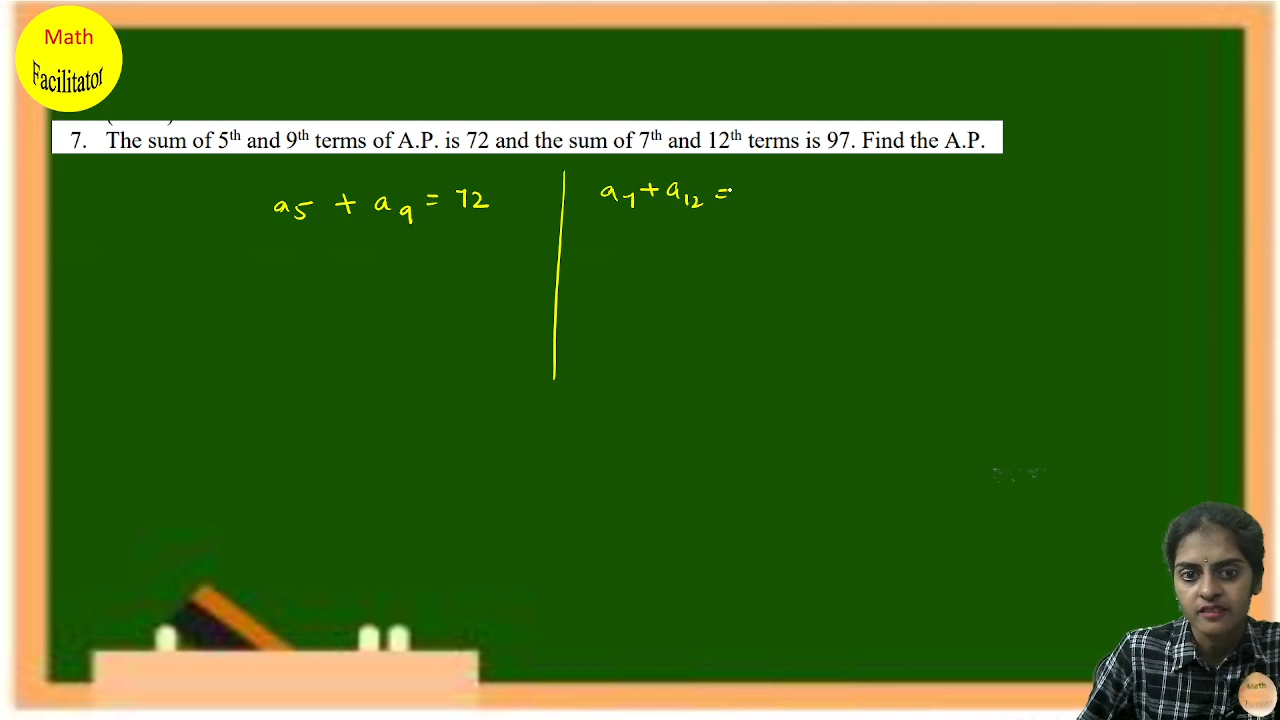 Math
Facilitator
7. The sum of 5th and 9th terms of A.P. is 72 and the sum of 7th and 12th terms is 97. Find the A.P.
a5 + a9 = 72
a7 + a12 =
Math